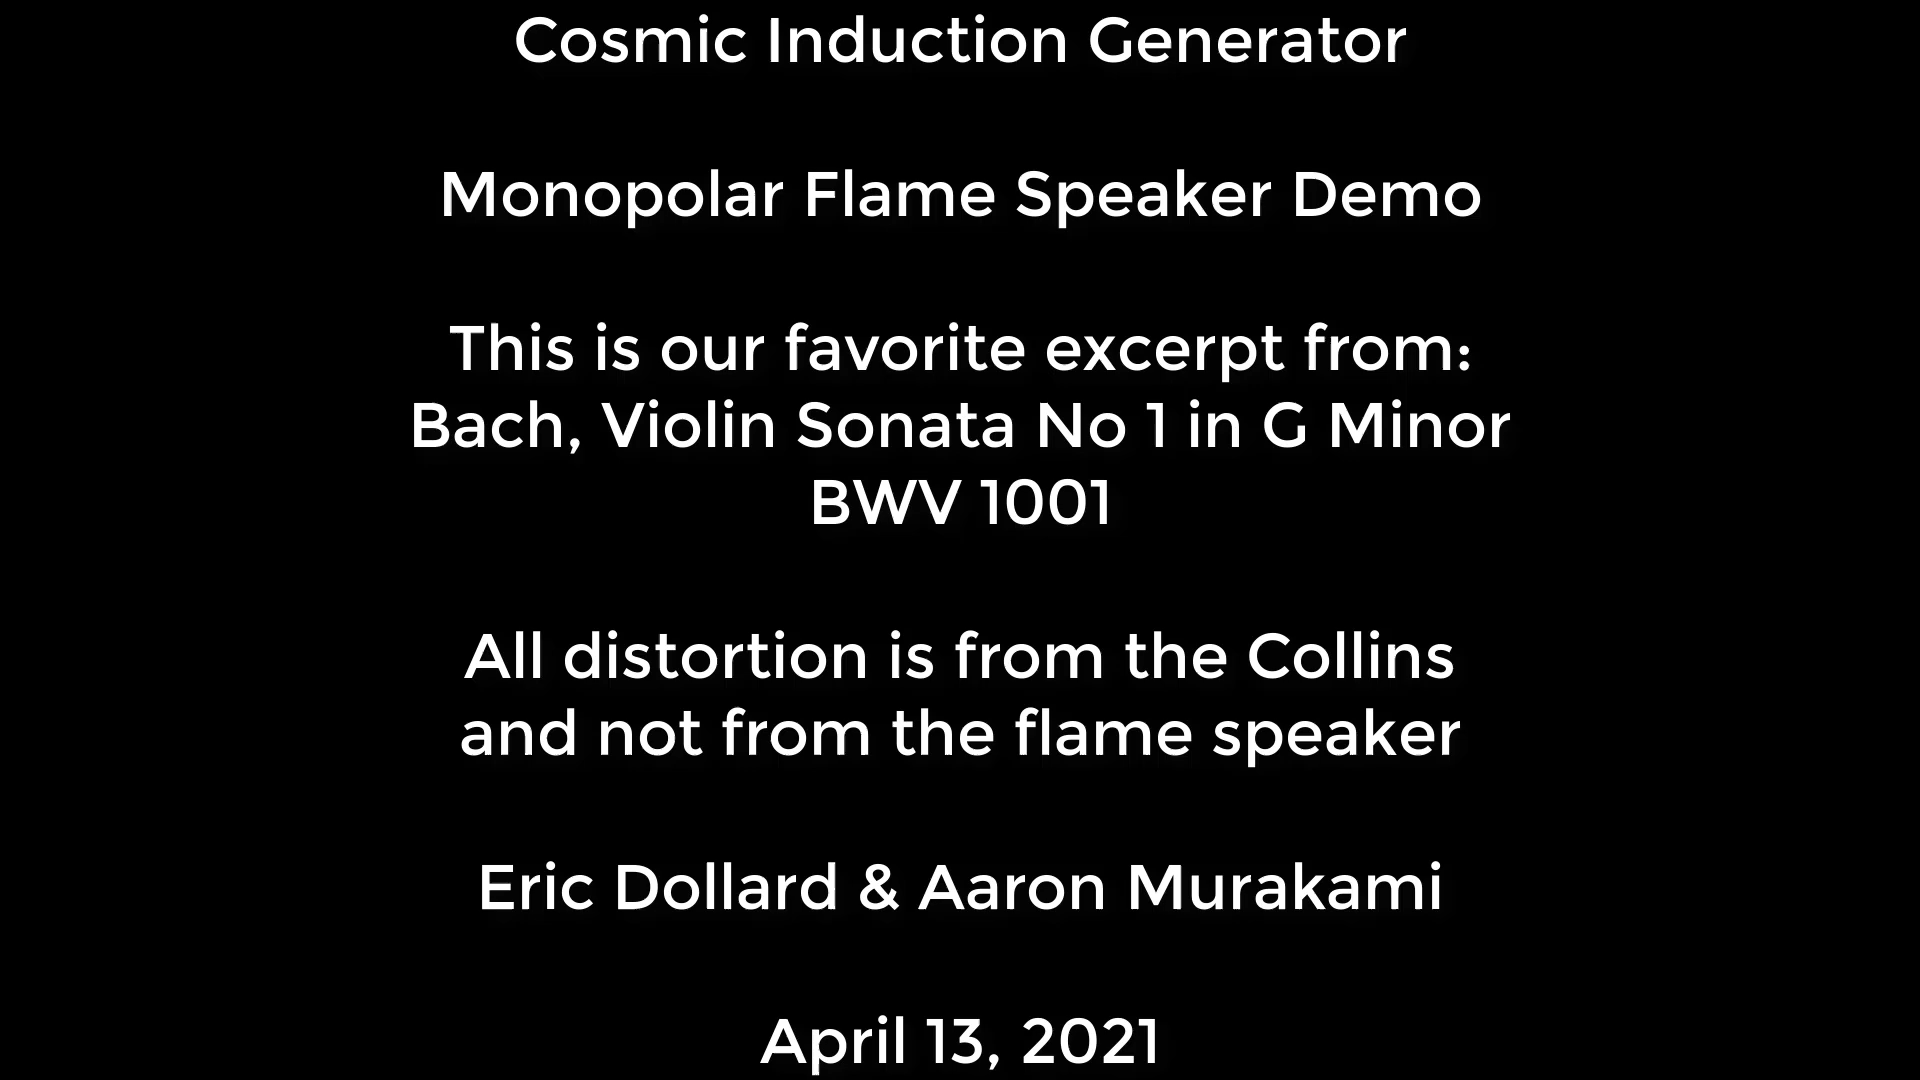 Cosmic Induction Generator
Monopolar Flame Speaker Demo
This is our favorite excerpt from:
Bach, Violin Sonata No 1 in G Minor
BWV 1001
All distortion is from the Collins
and not from the flame speaker
Eric Dollard & Aaron Murakami
April 13, 2021